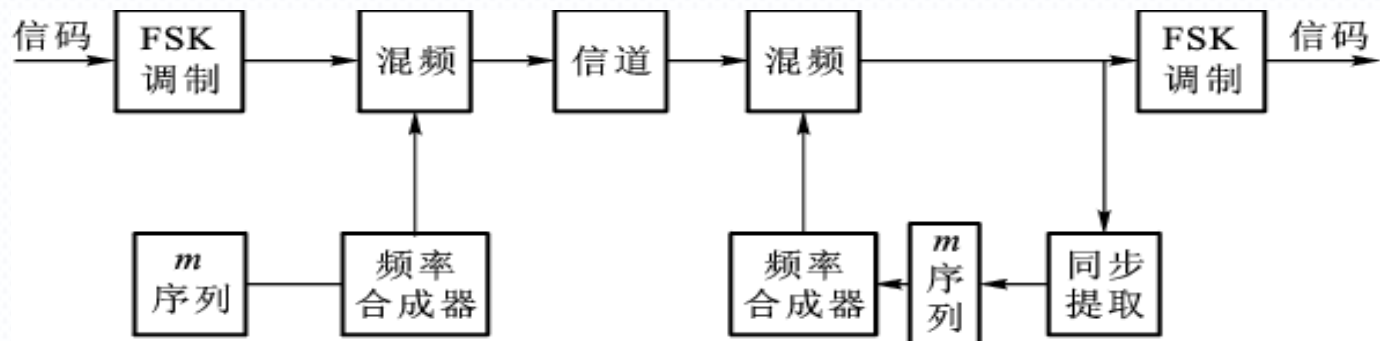 信码
FSK
调制
混频
信道
混频
FSK
调制
信码
m
序列
频率
合成器
频率
合成器
m
序
列
同步
提取